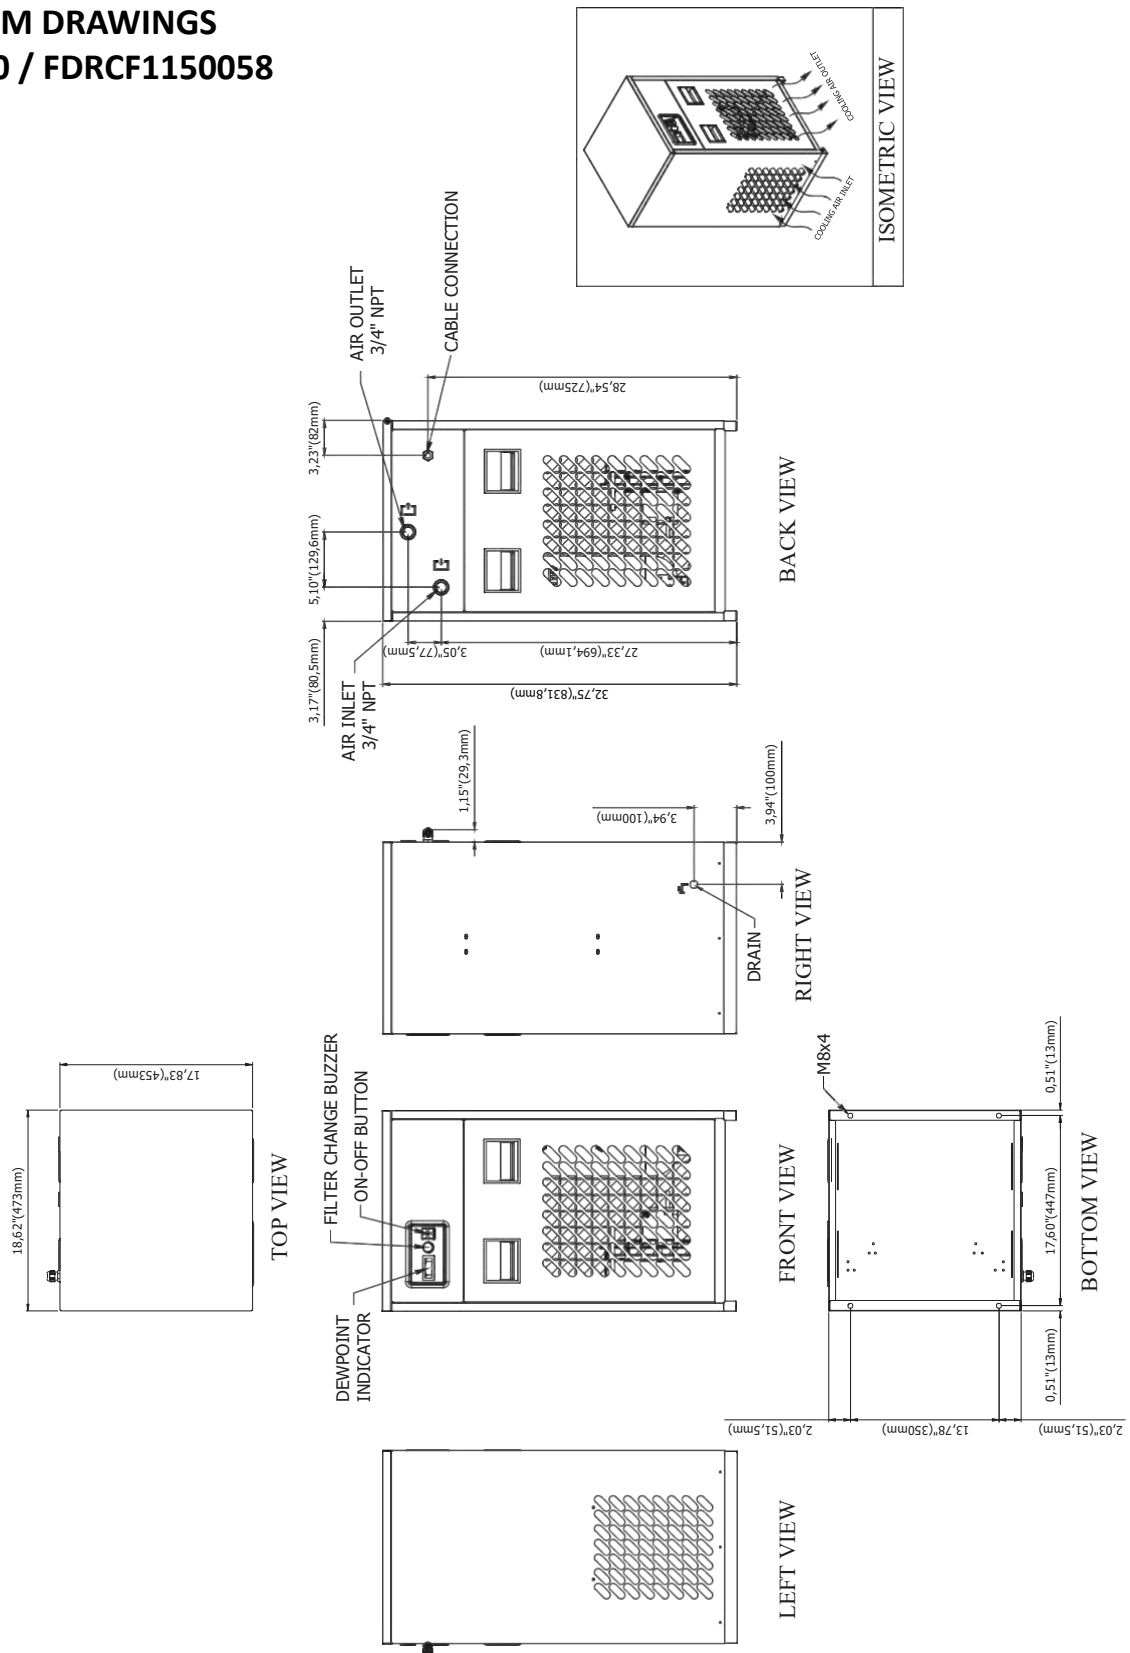 M DRAWINGS
0 / FDRCF1150058
COOLING AIR OUTLET
COOLING AIR INLET
ISOMETRIC VIEW
AIR OUTLET
3/4" NPT
CABLE CONNECTION
3,23"(82mm)
5,10"(129,6mm)
3,17"(80,5mm)
28,54"(725mm)
3,05"(77,5mm)
27,33"(694,1mm)
32,75"(831,8mm)
AIR INLET
3/4" NPT
BACK VIEW
1,15"(29,3mm)
3,94"(100mm)
3,94"(100mm)
DRAIN
RIGHT VIEW
17,83"(453mm)
18,62"(473mm)
TOP VIEW
FILTER CHANGE BUZZER
ON-OFF BUTTON
DEWPOINT
INDICATOR
FRONT VIEW
M8x4
0,51"(13mm)
17,60"(447mm)
0,51"(13mm)
2,03"(51,5mm)
13,78"(350mm)
2,03"(51,5mm)
BOTTOM VIEW
LEFT VIEW